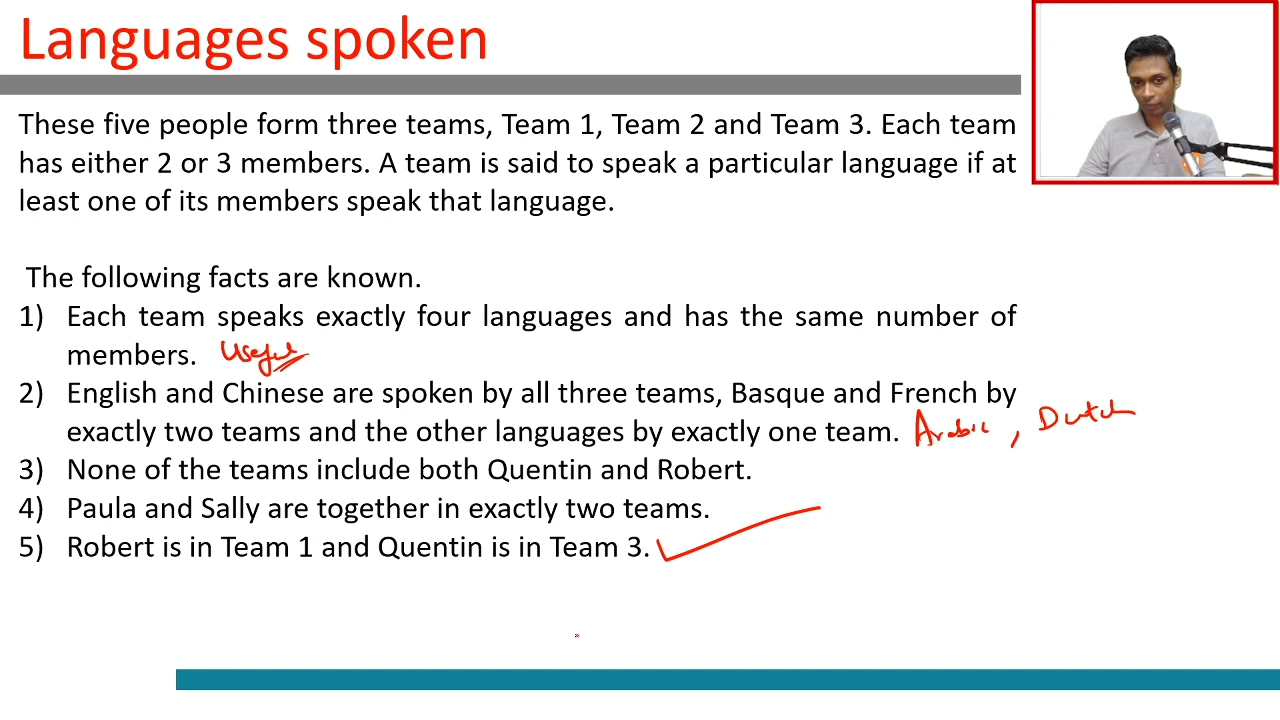 Languages spoken
These five people form three teams, Team 1, Team 2 and Team 3. Each team
has either 2 or 3 members. A team is said to speak a particular language if at
least one of its members speak that language.
The following facts are known.
1) Each team speaks exactly four languages and has the same number of
members. Useful
2) English and Chinese are spoken by all three teams, Basque and French by
exactly two teams and the other languages by exactly one team. Arabic, Dutch
3) None of the teams include both Quentin and Robert.
4) Paula and Sally are together in exactly two teams.
5) Robert is in Team 1 and Quentin is in Team 3.